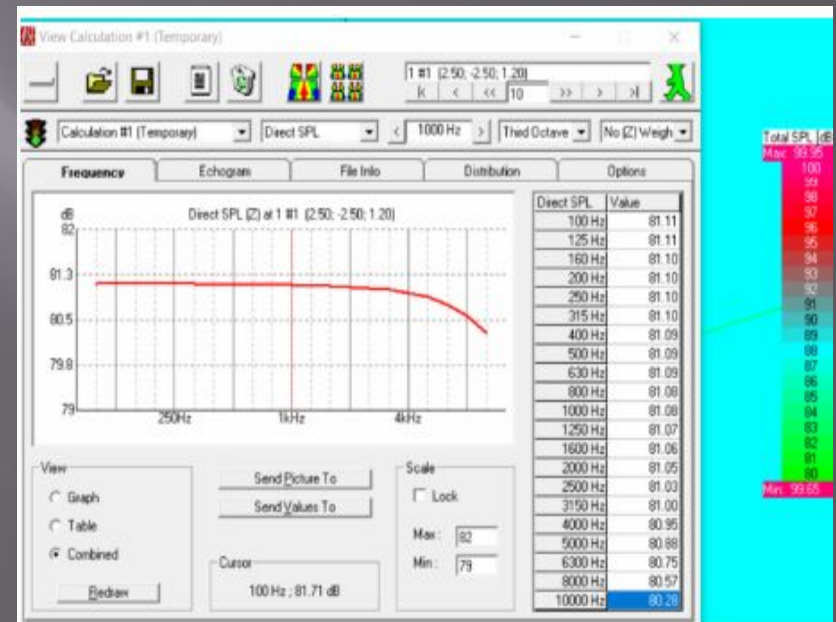 View Calculation #1 (Temporary)
1 #1 (2.50; -2.50; 1.20)
10
Calculation #1 (Temporary)
Direct SPL
1000 Hz
Third Octave
No (Z) Weigh
Frequency
Echogram
File Info
Distribution
Options
dB
Direct SPL (Z) at 1 #1 (2.50; -2.50; 1.20)
82
81.3
80.5
79.8
79
250Hz
1kHz
4kHz
Direct SPL Value
100 Hz 81.11
125 Hz 81.11
160 Hz 81.10
200 Hz 81.10
250 Hz 81.10
315 Hz 81.10
400 Hz 81.09
500 Hz 81.09
630 Hz 81.09
800 Hz 81.08
1000 Hz 81.08
1250 Hz 81.07
1600 Hz 81.06
2000 Hz 81.05
2500 Hz 81.03
3150 Hz 81.00
4000 Hz 80.95
5000 Hz 80.88
6300 Hz 80.75
8000 Hz 80.57
10000 Hz 80.28
View
Graph
Table
Combined
Redraw
Send Picture To
Send Values To
Cursor
100 Hz ; 81.71 dB
Scale
Lock
Max : 82
Min : 79
Total SPL [dB
Max: 99.95
100
99
98
97
96
95
94
93
92
91
90
89
88
87
86
85
84
83
82
81
80
Min: 99.65